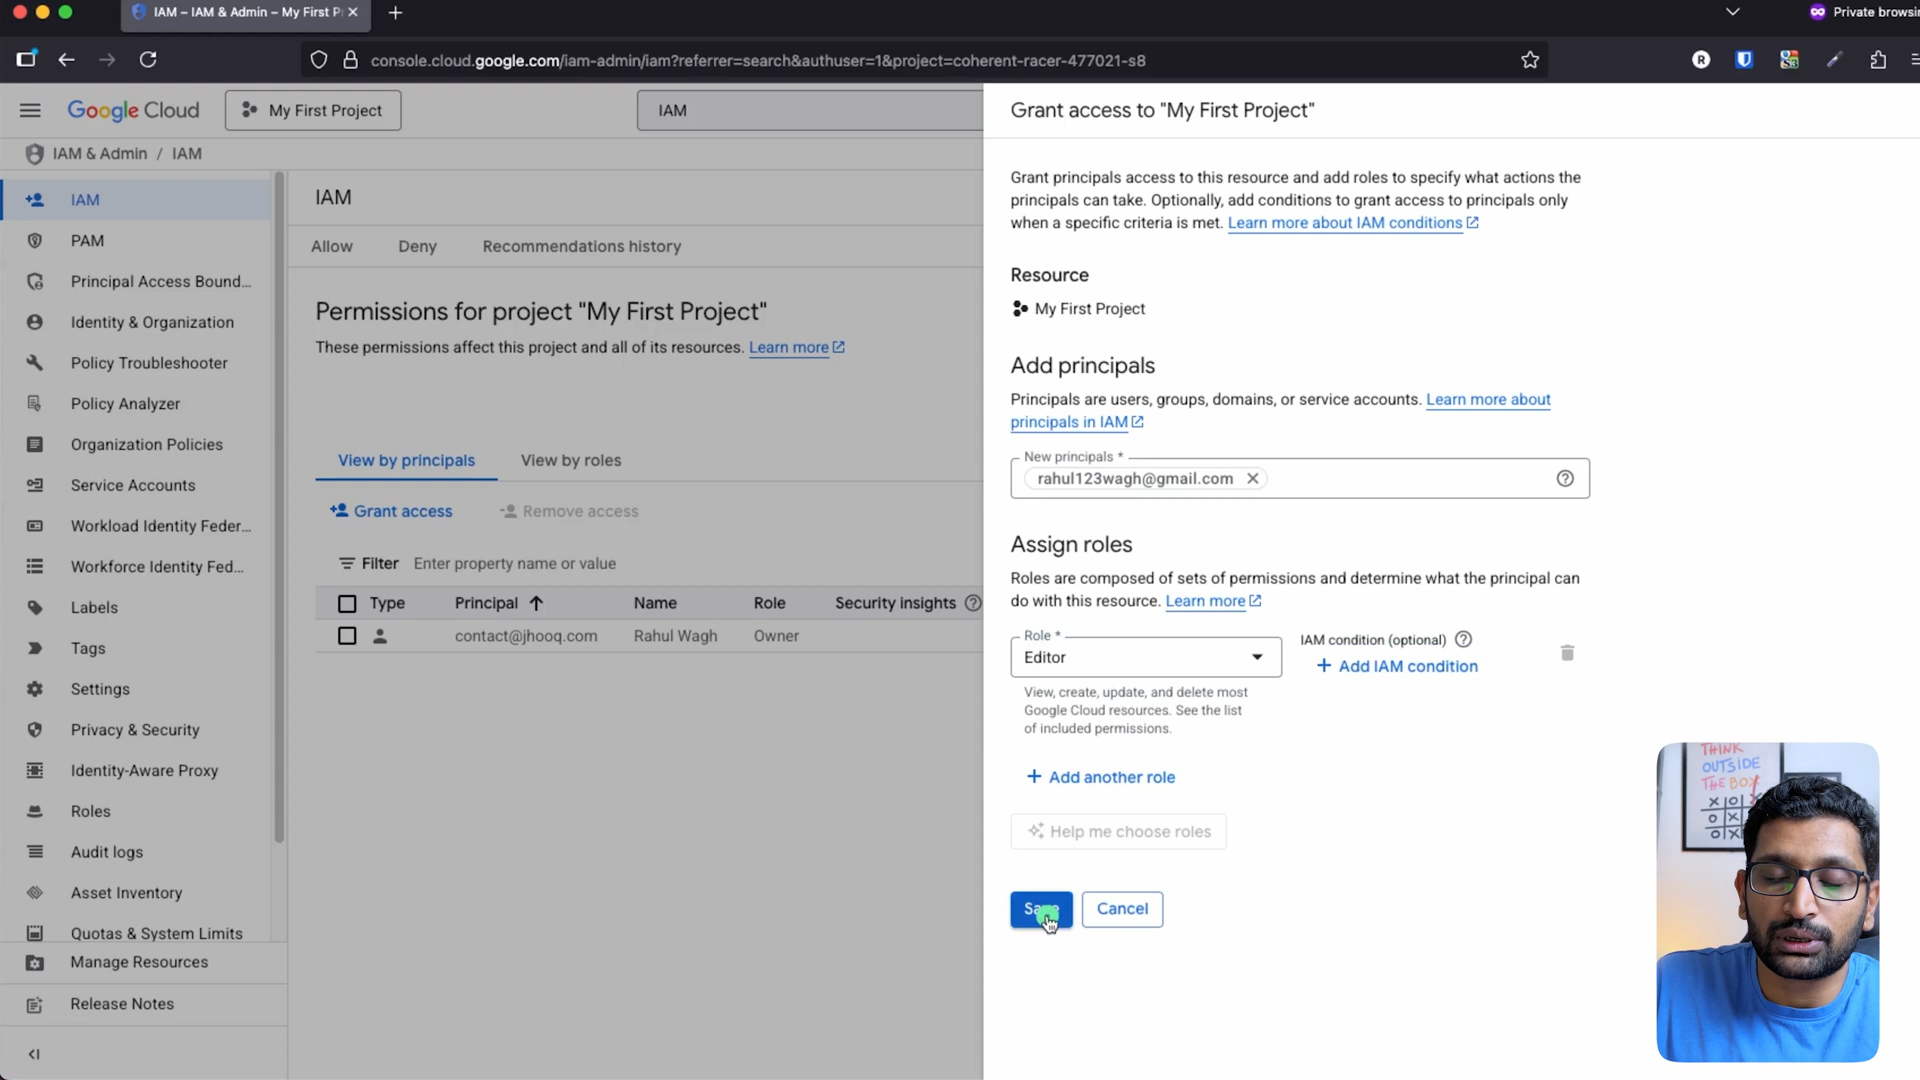 IAM – IAM & Admin – My First P
Private browsi
console.cloud.google.com/iam-admin/iam?referrer=search&authuser=1&project=coherent-racer-477021-s8
R
Google Cloud
My First Project
IAM
IAM & Admin / IAM
IAM
PAM
Principal Access Bound...
Identity & Organization
Policy Troubleshooter
Policy Analyzer
Organization Policies
Service Accounts
Workload Identity Feder...
Workforce Identity Fed...
Labels
Tags
Settings
Privacy & Security
Identity-Aware Proxy
Roles
Audit logs
Asset Inventory
Quotas & System Limits
Manage Resources
Release Notes
IAM
Allow
Deny
Recommendations history
Permissions for project "My First Project"
These permissions affect this project and all of its resources. Learn more
View by principals
View by roles
Grant access
Remove access
Filter Enter property name or value
Type Principal Name Role Security insights
contact@jhooq.com Rahul Wagh Owner
Grant access to "My First Project"
Grant principals access to this resource and add roles to specify what actions the
principals can take. Optionally, add conditions to grant access to principals only
when a specific criteria is met. Learn more about IAM conditions
Resource
My First Project
Add principals
Principals are users, groups, domains, or service accounts. Learn more about
principals in IAM
New principals *
rahul123wagh@gmail.com
Assign roles
Roles are composed of sets of permissions and determine what the principal can
do with this resource. Learn more
Role *
Editor
IAM condition (optional)
Add IAM condition
View, create, update, and delete most
Google Cloud resources. See the list
of included permissions.
Add another role
Help me choose roles
Save
Cancel
THINK
OUTSIDE
THE BOX